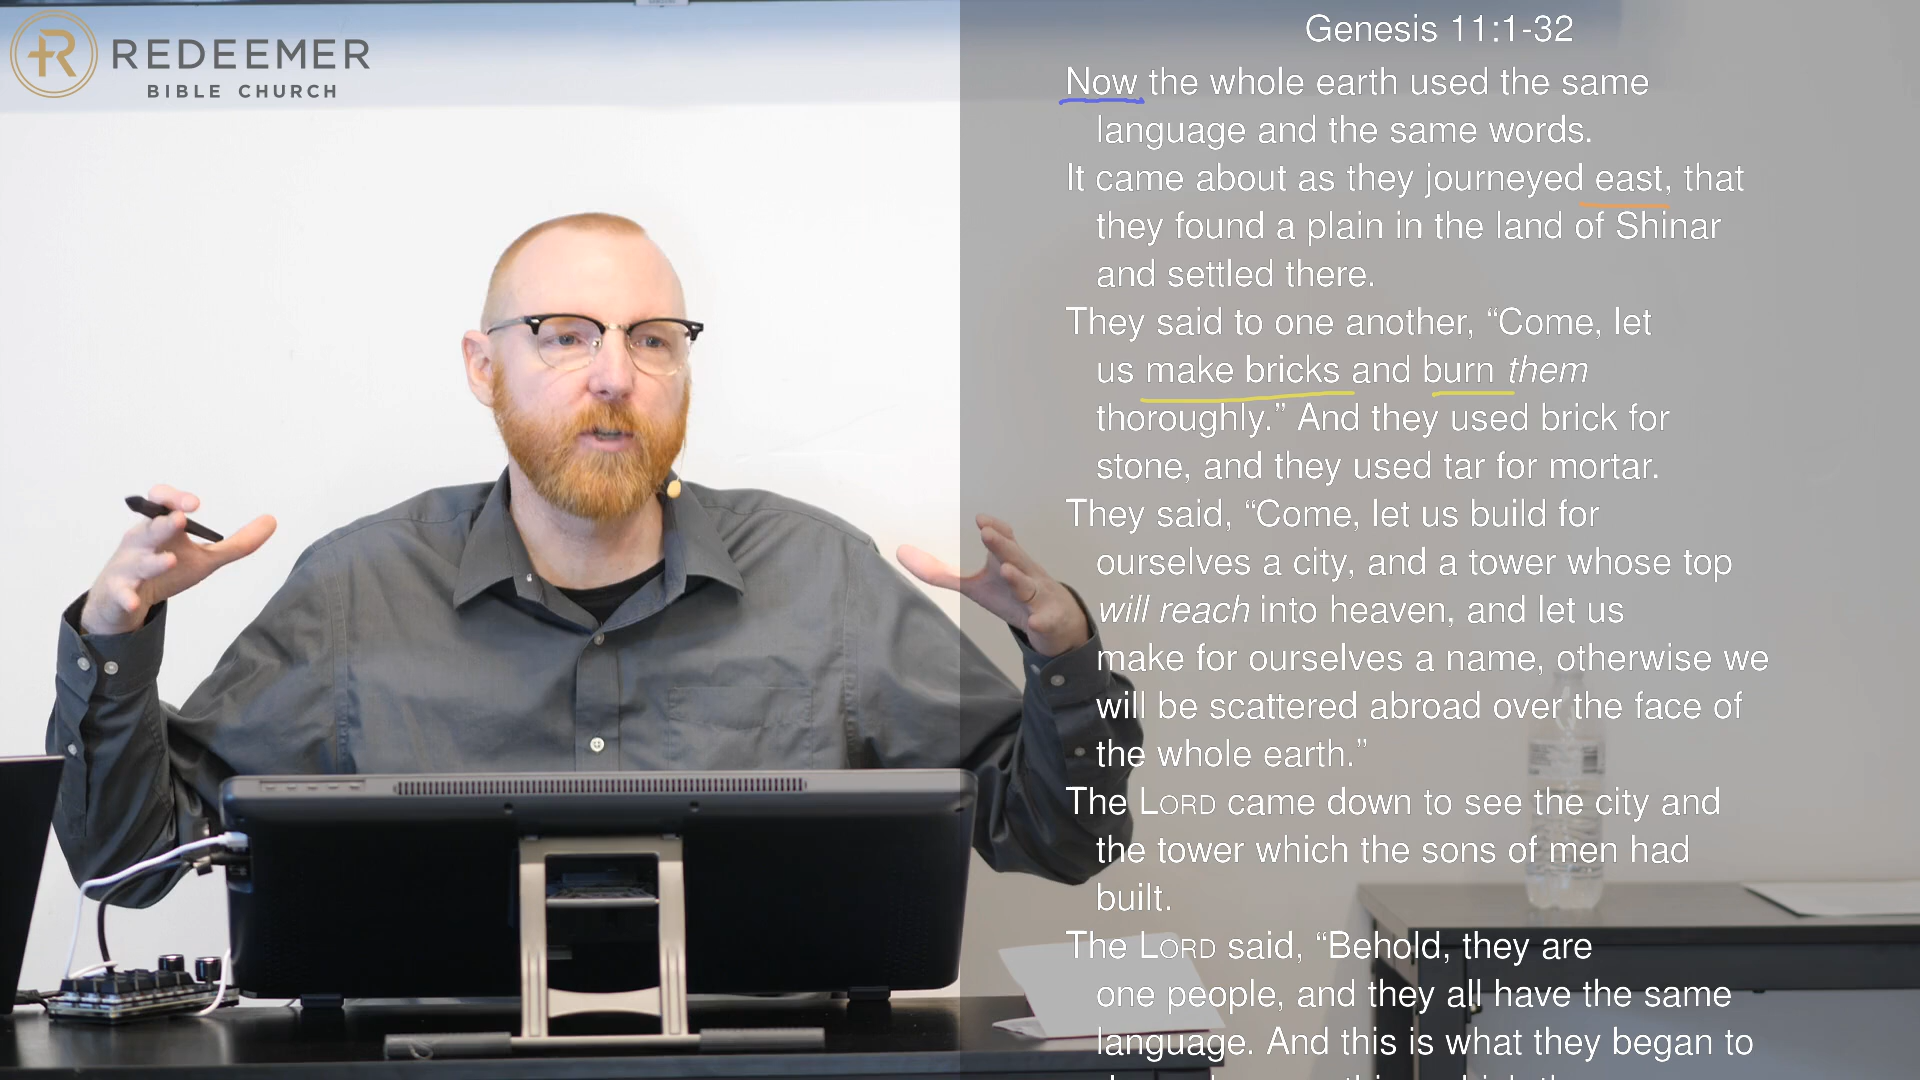 REDEEMER
BIBLE CHURCH
Genesis 11:1-32
Now the whole earth used the same
language and the same words.
It came about as they journeyed east, that
they found a plain in the land of Shinar
and settled there.
They said to one another, “Come, let
us make bricks and burn them
thoroughly.” And they used brick for
stone, and they used tar for mortar.
They said, “Come, let us build for
ourselves a city, and a tower whose top
will reach into heaven, and let us
make for ourselves a name, otherwise we
will be scattered abroad over the face of
the whole earth.”
The LORD came down to see the city and
the tower which the sons of men had
built.
The LORD said, “Behold, they are
one people, and they all have the same
language. And this is what they began to